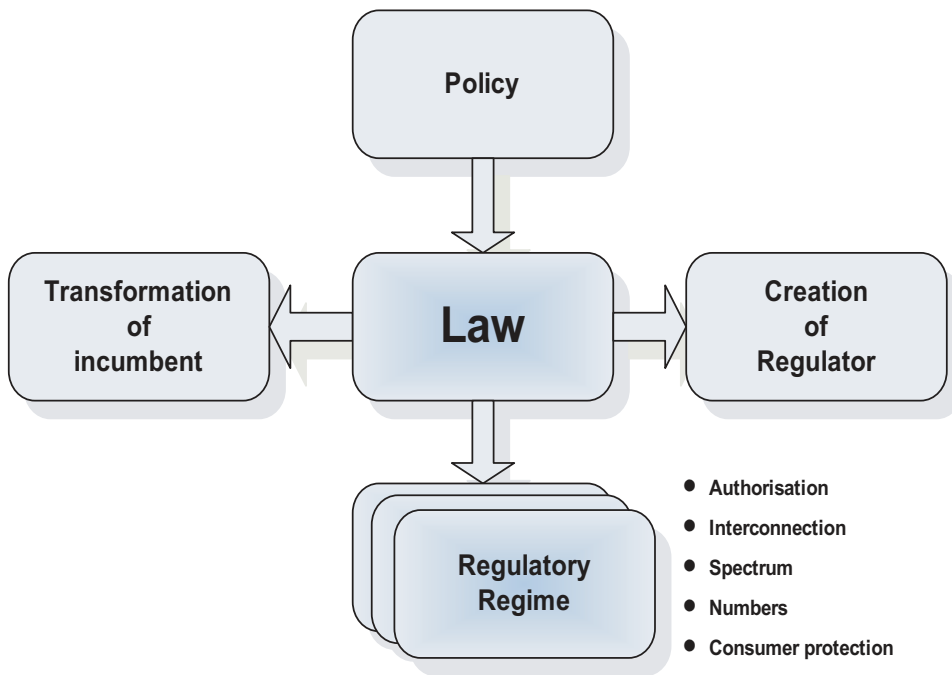 Policy
Transformation
of
incumbent
Law
Creation
of
Regulator
Regulatory
Regime
• Authorisation
• Interconnection
• Spectrum
• Numbers
• Consumer protection